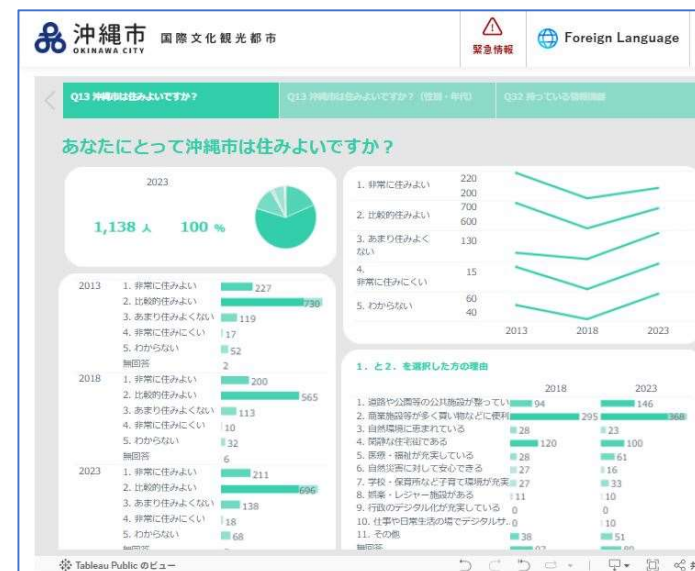 沖縄市
OKINAWA CITY
国際文化観光都市
緊急情報
Foreign Language
Q13 沖縄市は住みよいですか?
Q13 沖縄市は住みよいですか?(性別・年代)
Q32 持っている情報機器
あなたにとって沖縄市は住みよいですか?
2023
1,138 人 100 %
2013
1. 非常に住みよい 227
2. 比較的住みよい 730
3. あまり住みよくない 119
4. 非常に住みにくい 17
5. わからない 52
無回答 2
2018
1. 非常に住みよい 200
2. 比較的住みよい 565
3. あまり住みよくない 113
4. 非常に住みにくい 10
5. わからない 32
無回答 6
2023
1. 非常に住みよい 211
2. 比較的住みよい 696
3. あまり住みよくない 138
4. 非常に住みにくい 18
5. わからない 68
1. 非常に住みよい 220
200
2. 比較的住みよい 700
600
3. あまり住みよく
ない 130
4.
非常に住みにくい 15
5. わからない 60
40
2013 2018 2023
1.と2.を選択した方の理由
2018 2023
1. 道路や公園等の公共施設が整ってい 94 146
2. 商業施設等が多く買い物などに便利 295 368
3. 自然環境に恵まれている 28 23
4. 閑静な住宅街である 120 100
5. 医療・福祉が充実している 28 61
6. 自然災害に対して安心できる 27 16
7. 学校・保育所など子育て環境が充実 27 33
8. 娯楽・レジャー施設がある 11 10
9. 行政のデジタル化が充実している 0 0
10. 仕事や日常生活の場でデジタルサ.. 0 10
11. その他 38 51
無回答
Tableau Public のビュー